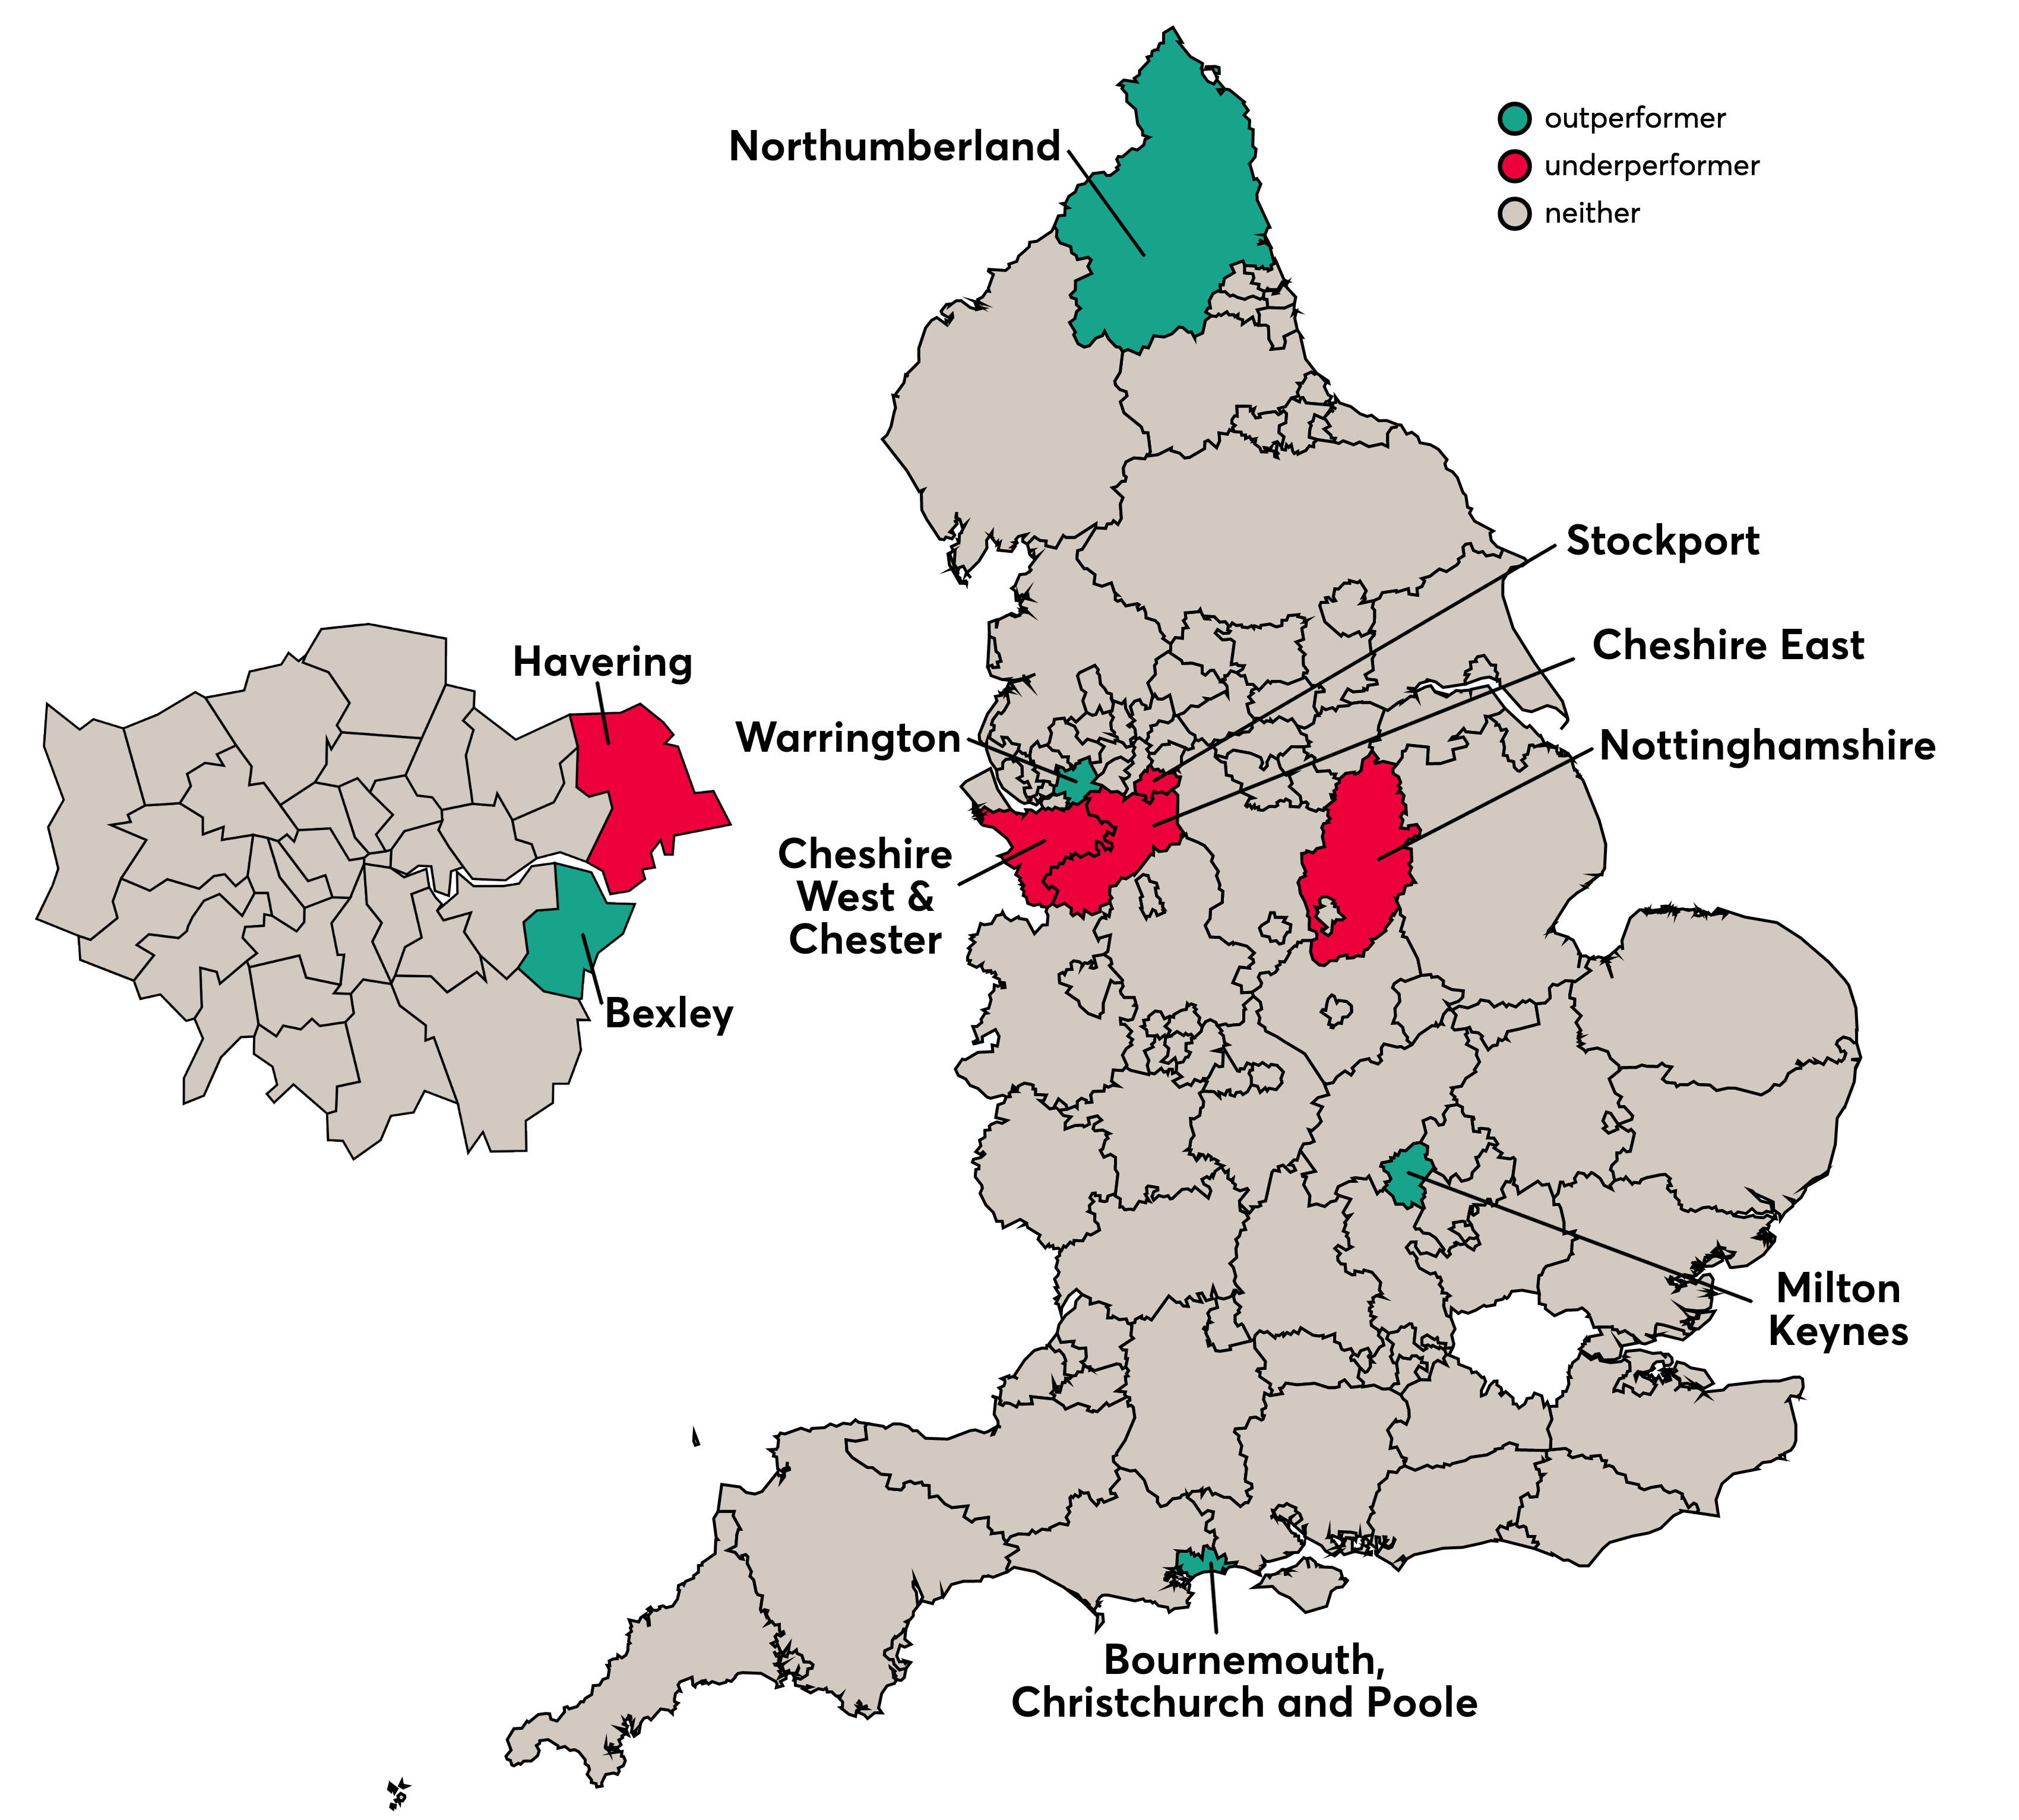 Northumberland
outperformer
underperformer
neither
Stockport
Cheshire East
Havering
Warrington
Nottinghamshire
Cheshire
West &
Chester
Bexley
Milton
Keynes
Bournemouth,
Christchurch and Poole